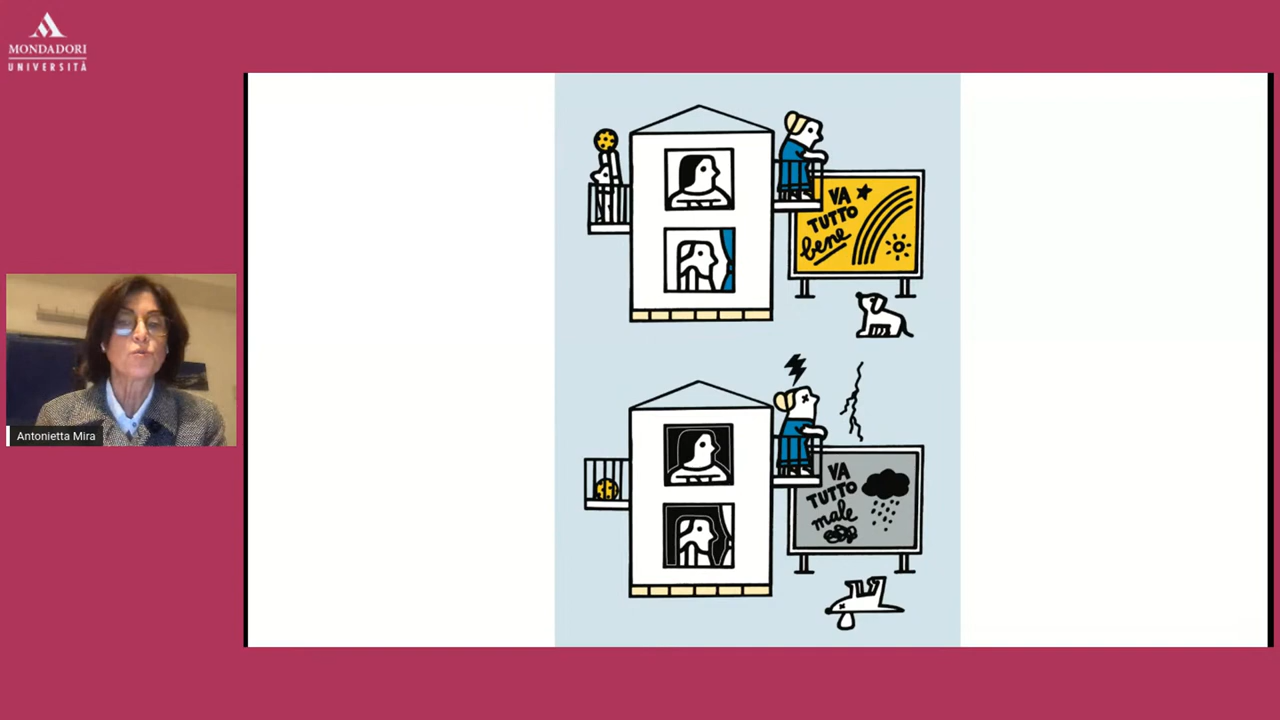 MONDADORI
UNIVERSITÀ
VA
TUTTO
bene
Antonietta Mira
VA
TUTTO
male